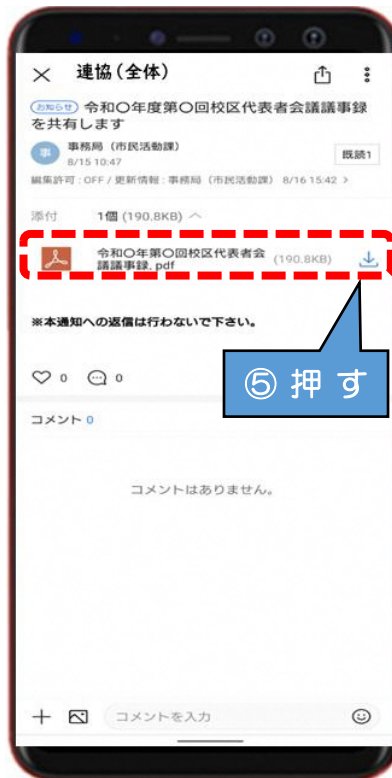 連協(全体)
お知らせ 令和〇年度第〇回校区代表者会議議事録
を共有します
事 事務局 (市民活動課)
8/15 10:47
既読1
編集許可 : OFF / 更新情報 : 事務局 (市民活動課) 8/16 15:42 >
添付 1個 (190.8KB)
令和〇年第〇回校区代表者会
議議事録. pdf (190.8KB)
※本通知への返信は行わないで下さい。
0 0
⑤ 押す
コメント 0
コメントはありません。
コメントを入力